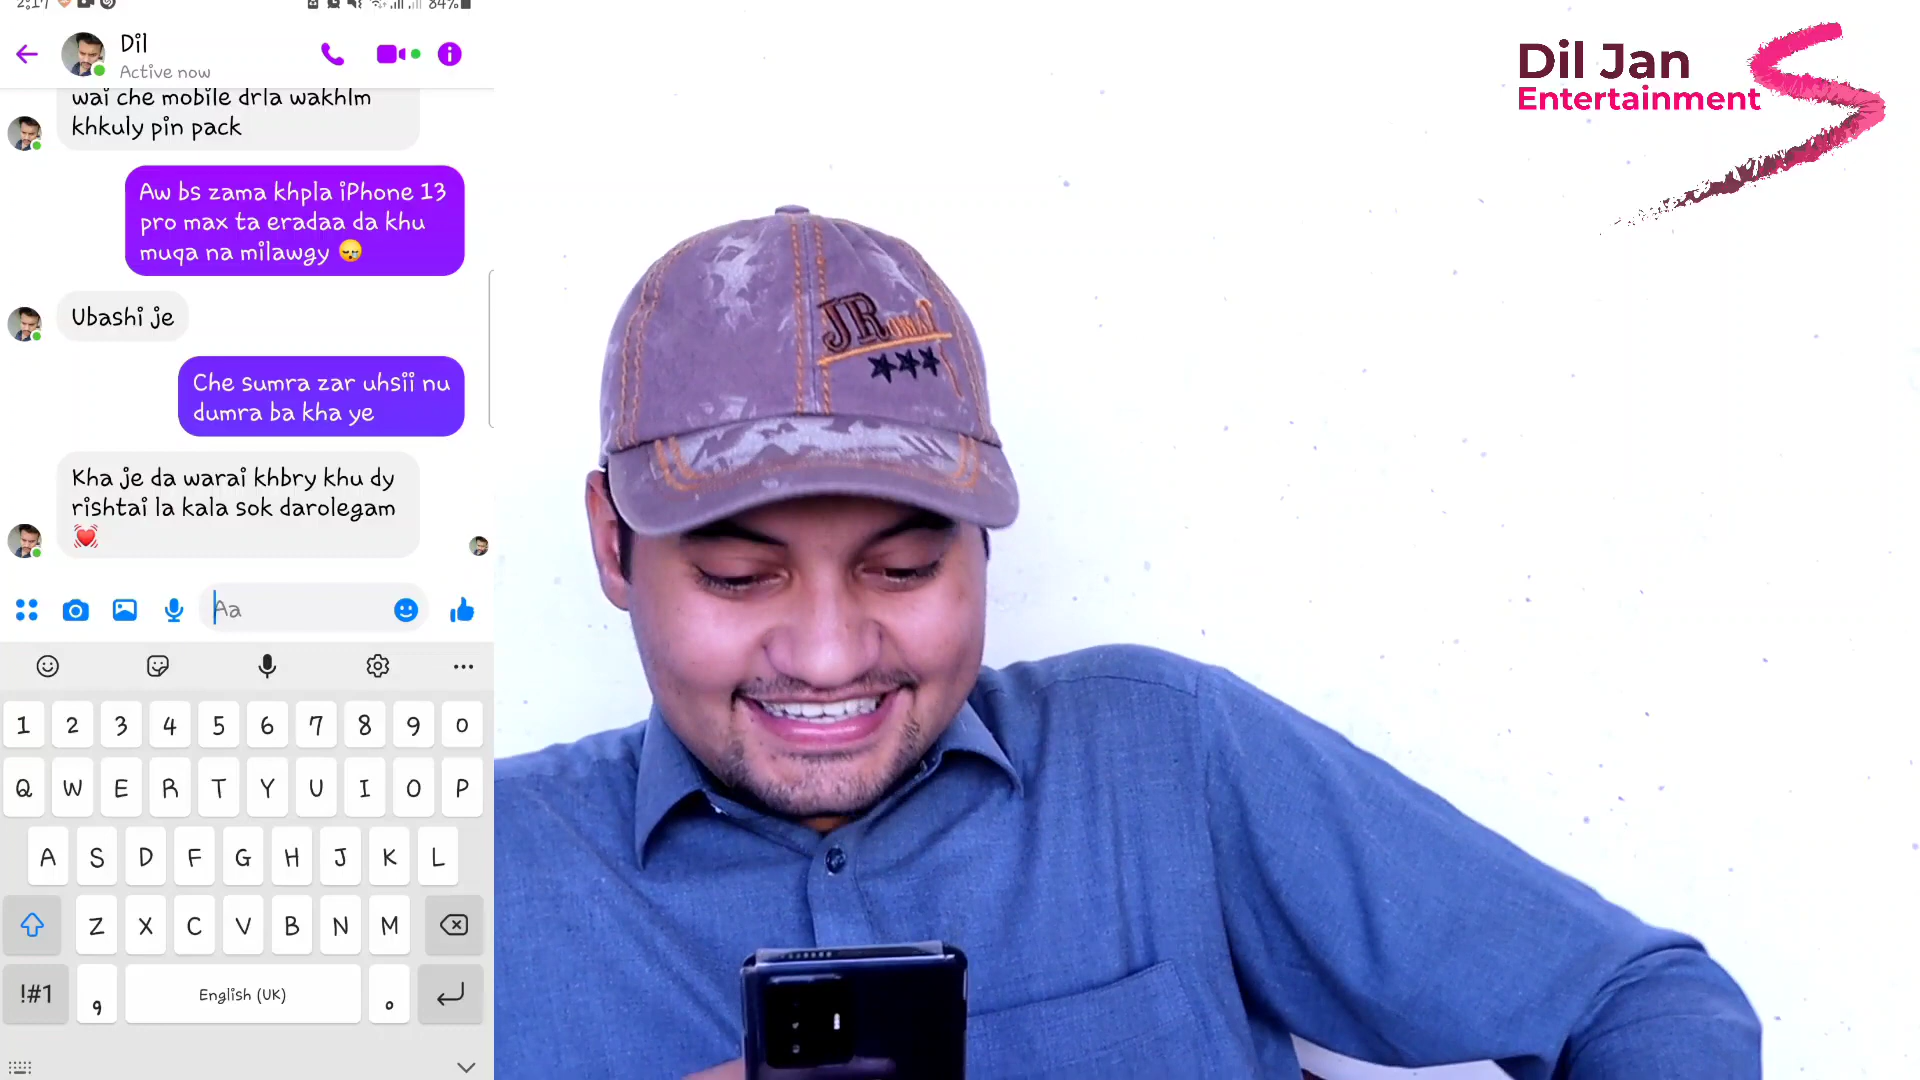 84%
Dil
Active now
wai che mobile drla wakhlm
khkuly pin pack
Aw bs zama khpla iPhone 13
pro max ta eradaa da khu
muqa na milawgy 😪
Ubashi je
Che sumra zar uhsii nu
dumra ba kha ye
Kha je da warai khbry khu dy
rishtai la kala sok darolegam
💓
Aa
1 2 3 4 5 6 7 8 9 0
Q W E R T Y U I O P
A S D F G H J K L
Z X C V B N M
!#1 , English (UK) .
Dil Jan
Entertainment
JR